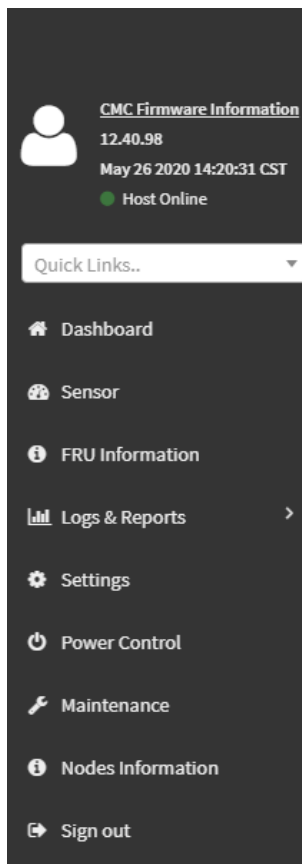 CMC Firmware Information
12.40.98
May 26 2020 14:20:31 CST
Host Online
Quick Links..
Dashboard
Sensor
FRU Information
Logs & Reports
Settings
Power Control
Maintenance
Nodes Information
Sign out